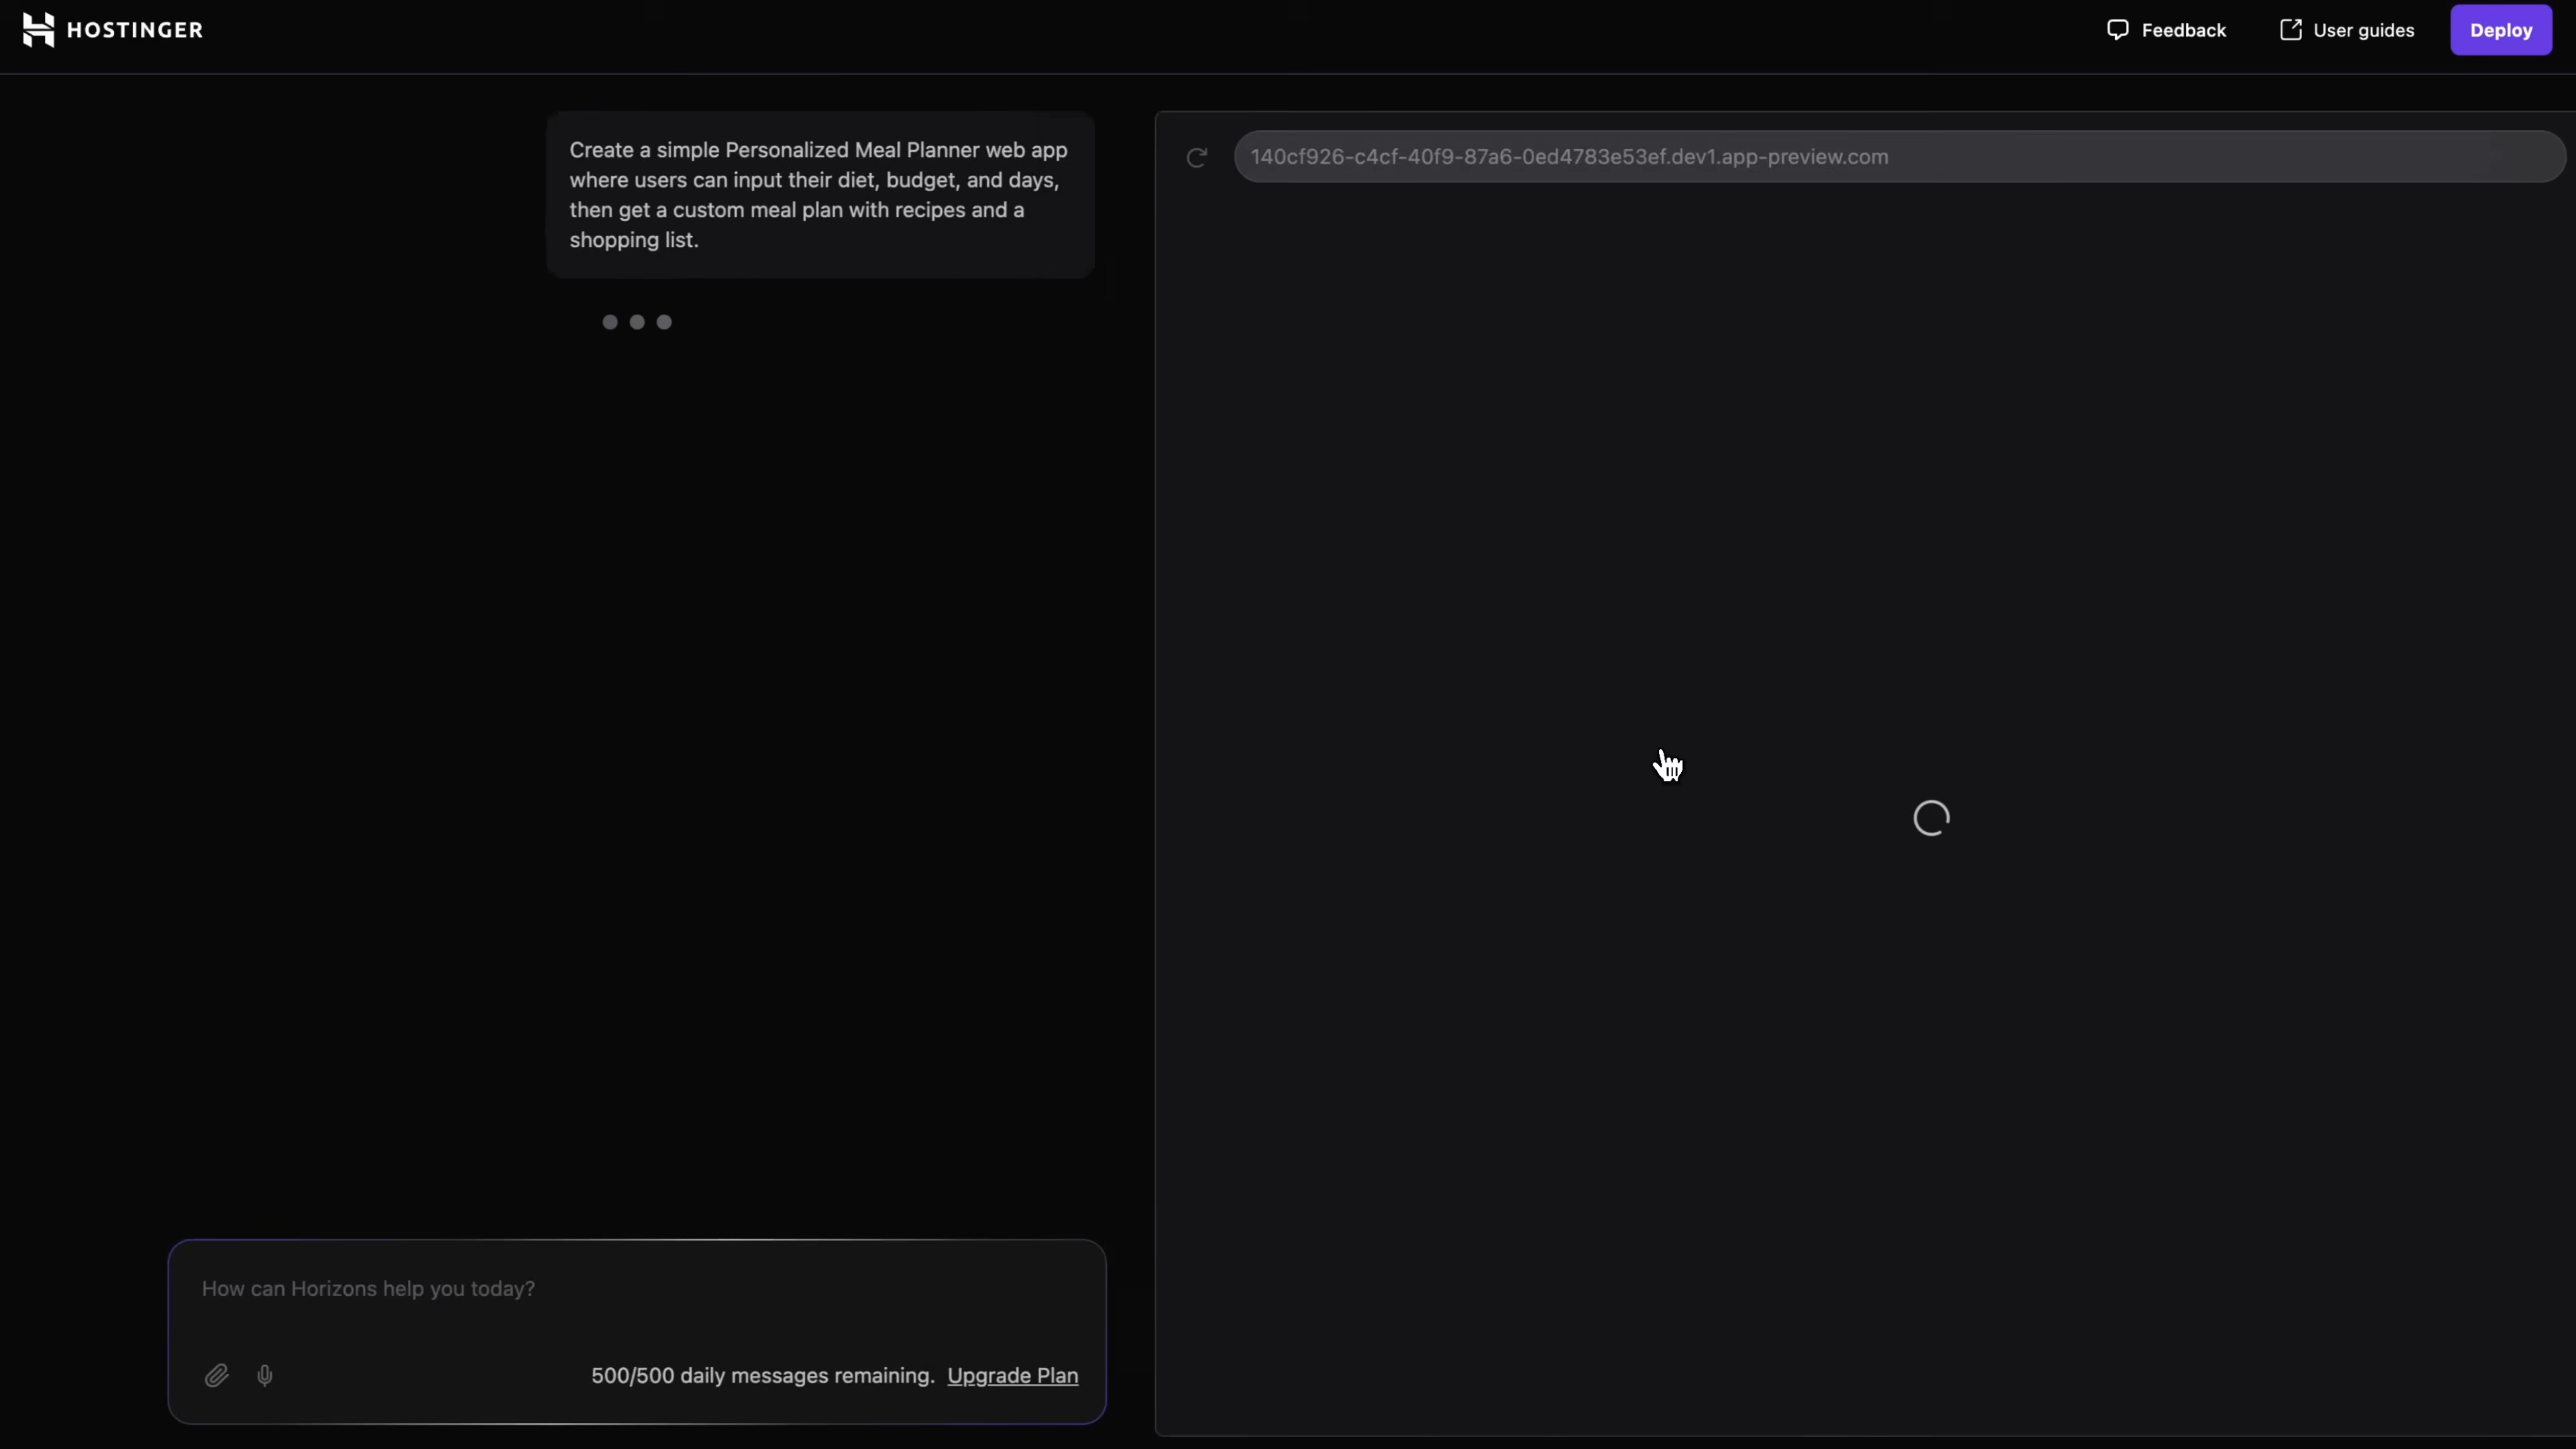 HOSTINGER
Feedback
User guides
Deploy
Create a simple Personalized Meal Planner web app
where users can input their diet, budget, and days,
then get a custom meal plan with recipes and a
shopping list.
140cf926-c4cf-40f9-87a6-0ed4783e53ef.dev1.app-preview.com
How can Horizons help you today?
500/500 daily messages remaining. Upgrade Plan